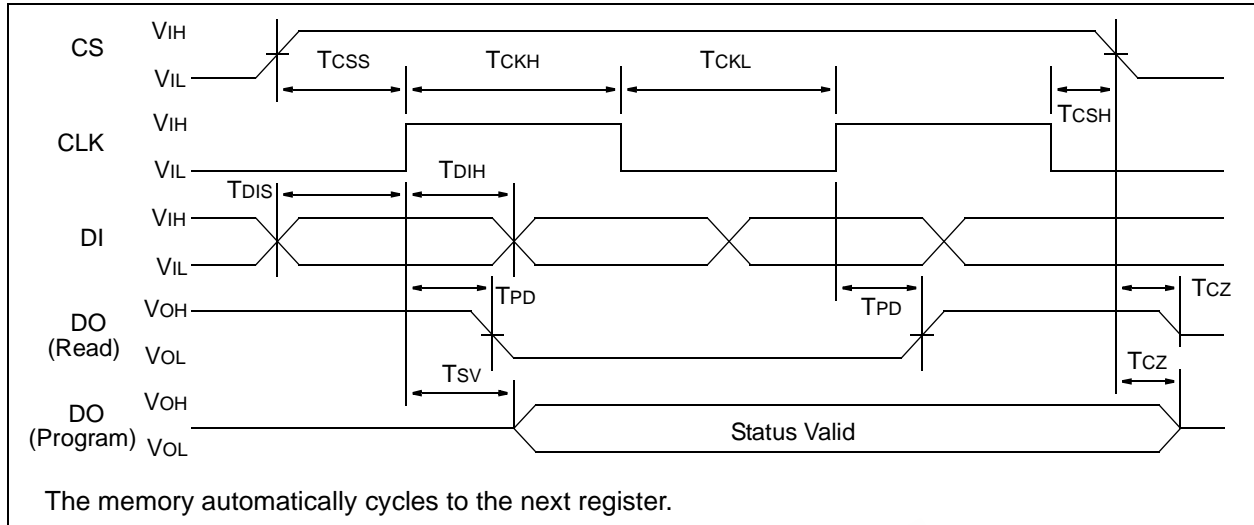 CS
VIH
VIL
TCSS
TCKH
TCKL
TCSH
CLK
VIH
VIL
TDIS
TDIH
DI
VIH
VIL
TPD
TPD
TCZ
DO
(Read)
VOH
VOL
TSV
TCZ
DO
(Program)
VOH
VOL
Status Valid
The memory automatically cycles to the next register.